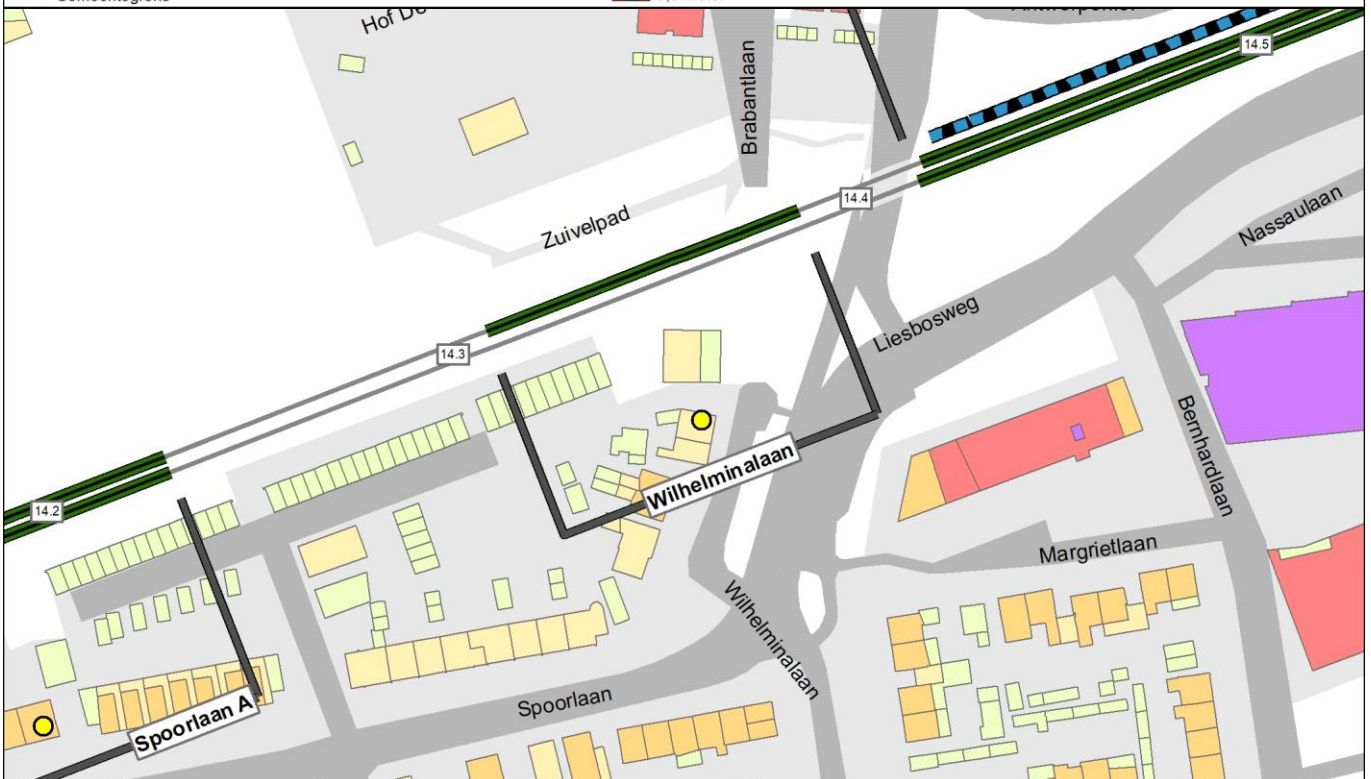 Hof De
Brabantlaan
14.5
Zuivelpad
14.4
Nassaulaan
Liesbosweg
14.3
Bernhardlaan
Wilhelminalaan
14.2
Margrietlaan
Wilhelminalaan
Spoorlaan
Spoorlaan A